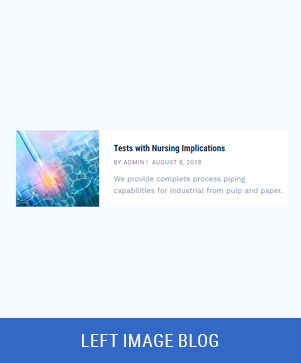 Tests with Nursing Implications
BY ADMIN | AUGUST 8, 2018
We provide complete process piping
capabilities for industrial from pulp and paper.
LEFT IMAGE BLOG